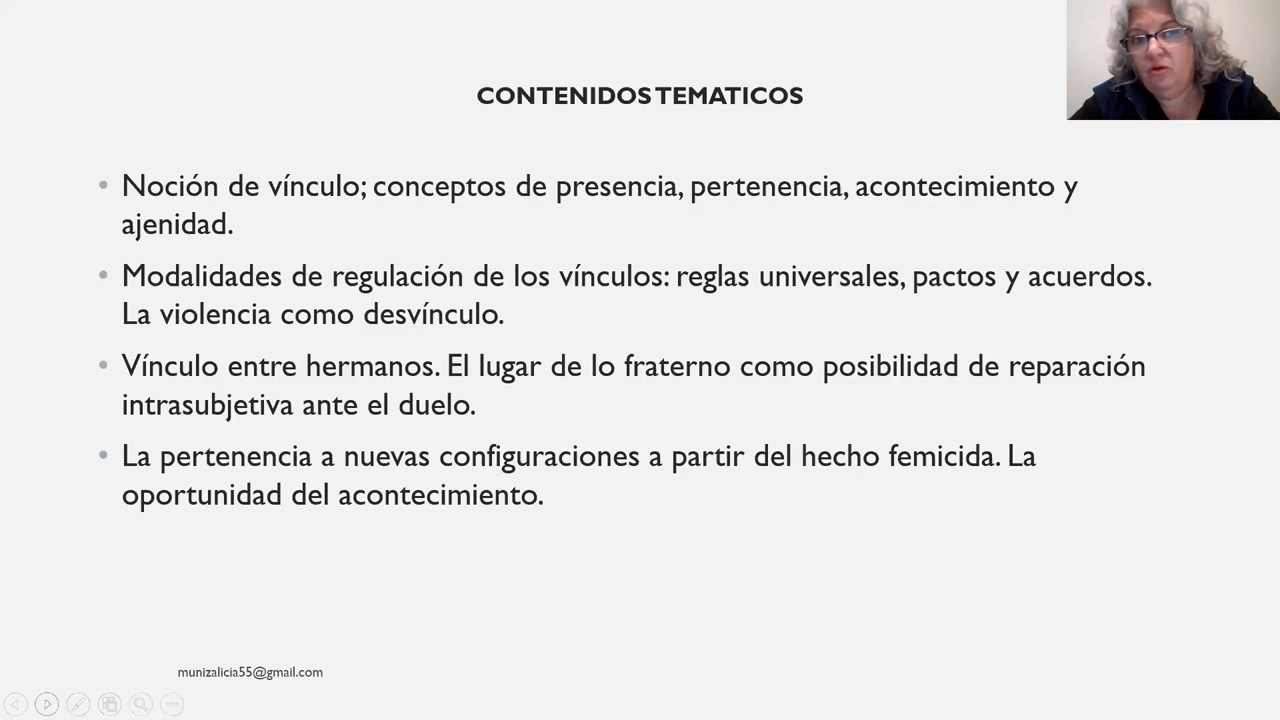 CONTENIDOS TEMATICOS
• Noción de vínculo; conceptos de presencia, pertenencia, acontecimiento y
ajenidad.
• Modalidades de regulación de los vínculos: reglas universales, pactos y acuerdos.
La violencia como desvínculo.
• Vínculo entre hermanos. El lugar de lo fraterno como posibilidad de reparación
intrasubjetiva ante el duelo.
• La pertenencia a nuevas configuraciones a partir del hecho femicida. La
oportunidad del acontecimiento.
munizalicia55@gmail.com